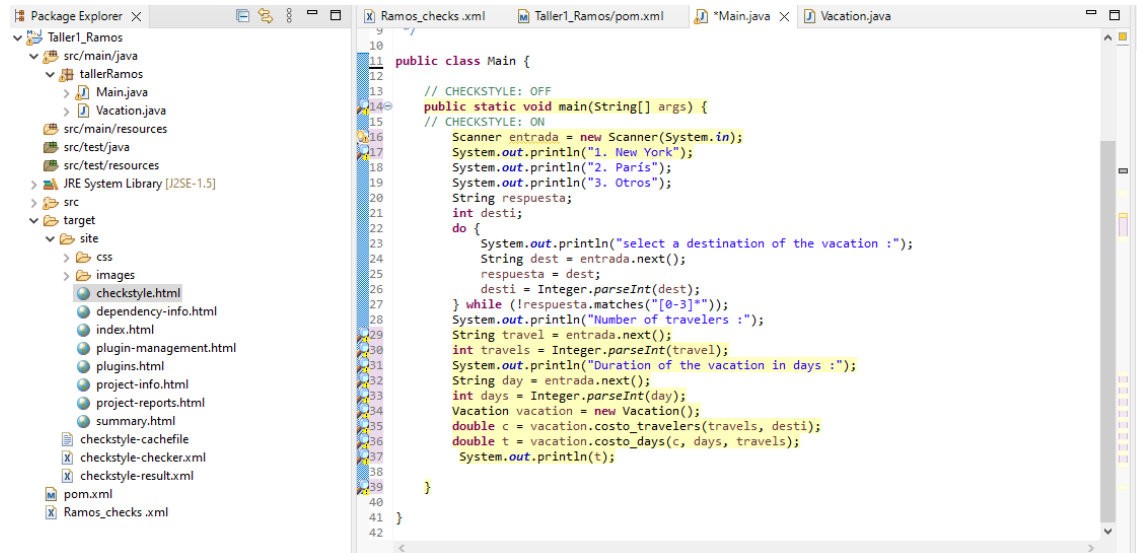 Package Explorer
Taller1_Ramos
src/main/java
tallerRamos
Main.java
Vacation.java
src/main/resources
src/test/java
src/test/resources
JRE System Library [J2SE-1.5]
src
target
site
css
images
checkstyle.html
dependency-info.html
index.html
plugin-management.html
plugins.html
project-info.html
project-reports.html
summary.html
checkstyle-cachefile
checkstyle-checker.xml
checkstyle-result.xml
pom.xml
Ramos_checks .xml
Ramos_checks .xml Taller1_Ramos/pom.xml *Main.java Vacation.java
9 */
10
11 public class Main {
12
13 // CHECKSTYLE: OFF
14 public static void main(String[] args) {
15 // CHECKSTYLE: ON
16 Scanner entrada = new Scanner(System.in);
17 System.out.println("1. New York");
18 System.out.println("2. París");
19 System.out.println("3. Otros");
20 String respuesta;
21 int desti;
22 do {
23 System.out.println("select a destination of the vacation :");
24 String dest = entrada.next();
25 respuesta = dest;
26 desti = Integer.parseInt(dest);
27 } while (!respuesta.matches("[0-3]*"));
28 System.out.println("Number of travelers :");
29 String travel = entrada.next();
30 int travels = Integer.parseInt(travel);
31 System.out.println("Duration of the vacation in days :");
32 String day = entrada.next();
33 int days = Integer.parseInt(day);
34 Vacation vacation = new Vacation();
35 double c = vacation.costo_travelers(travels, desti);
36 double t = vacation.costo_days(c, days, travels);
37 System.out.println(t);
38
39 }
40
41 }
42